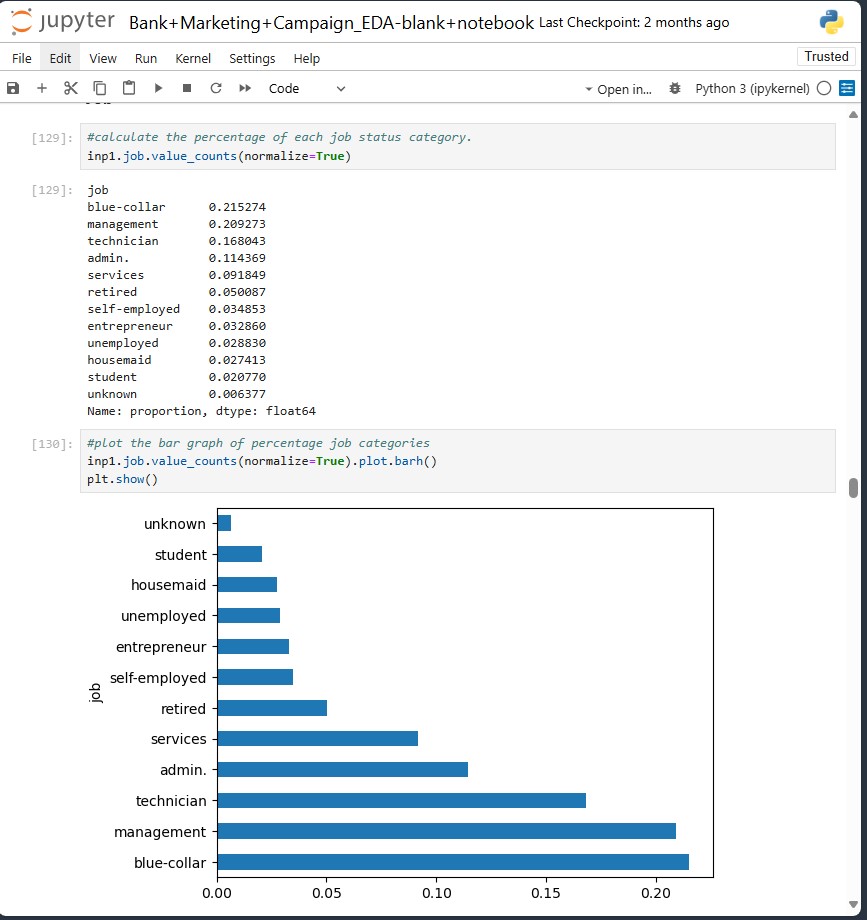 jupyter Bank+Marketing+Campaign_EDA-blank+notebook Last Checkpoint: 2 months ago
File Edit View Run Kernel Settings Help Trusted
Code Open in... Python 3 (ipykernel)
[129]: #calculate the percentage of each job status category.
inp1.job.value_counts(normalize=True)
[129]: job
blue-collar 0.215274
management 0.209273
technician 0.168043
admin. 0.114369
services 0.091849
retired 0.050087
self-employed 0.034853
entrepreneur 0.032860
unemployed 0.028830
housemaid 0.027413
student 0.020770
unknown 0.006377
Name: proportion, dtype: float64
[130]: #plot the bar graph of percentage job categories
inp1.job.value_counts(normalize=True).plot.barh()
plt.show()
unknown
student
housemaid
unemployed
entrepreneur
self-employed
job
retired
services
admin.
technician
management
blue-collar
0.00 0.05 0.10 0.15 0.20